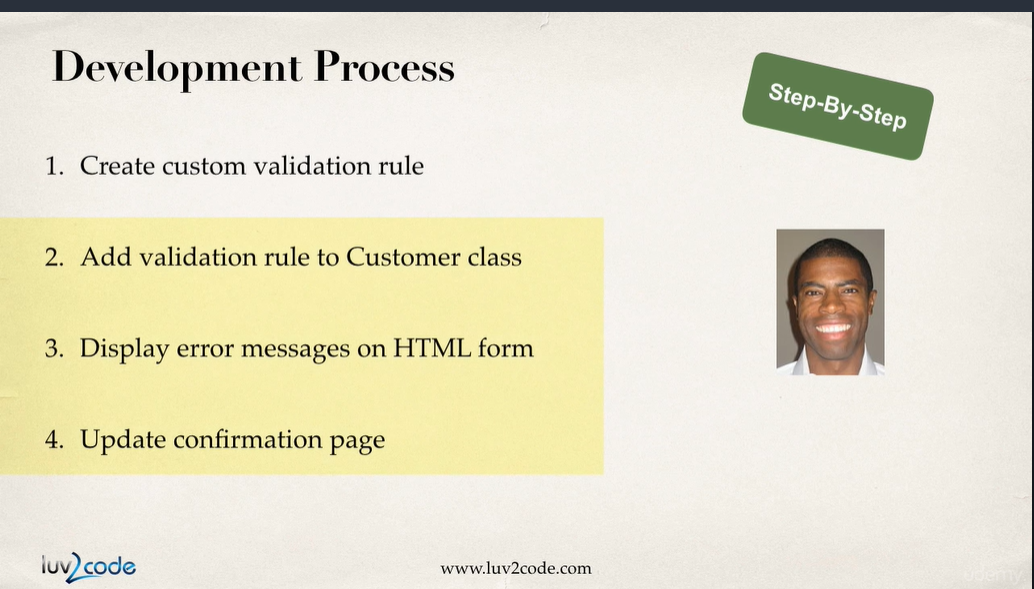 Development Process
Step-By-Step
1. Create custom validation rule
2. Add validation rule to Customer class
3. Display error messages on HTML form
4. Update confirmation page
luv2code
www.luv2code.com
udemy